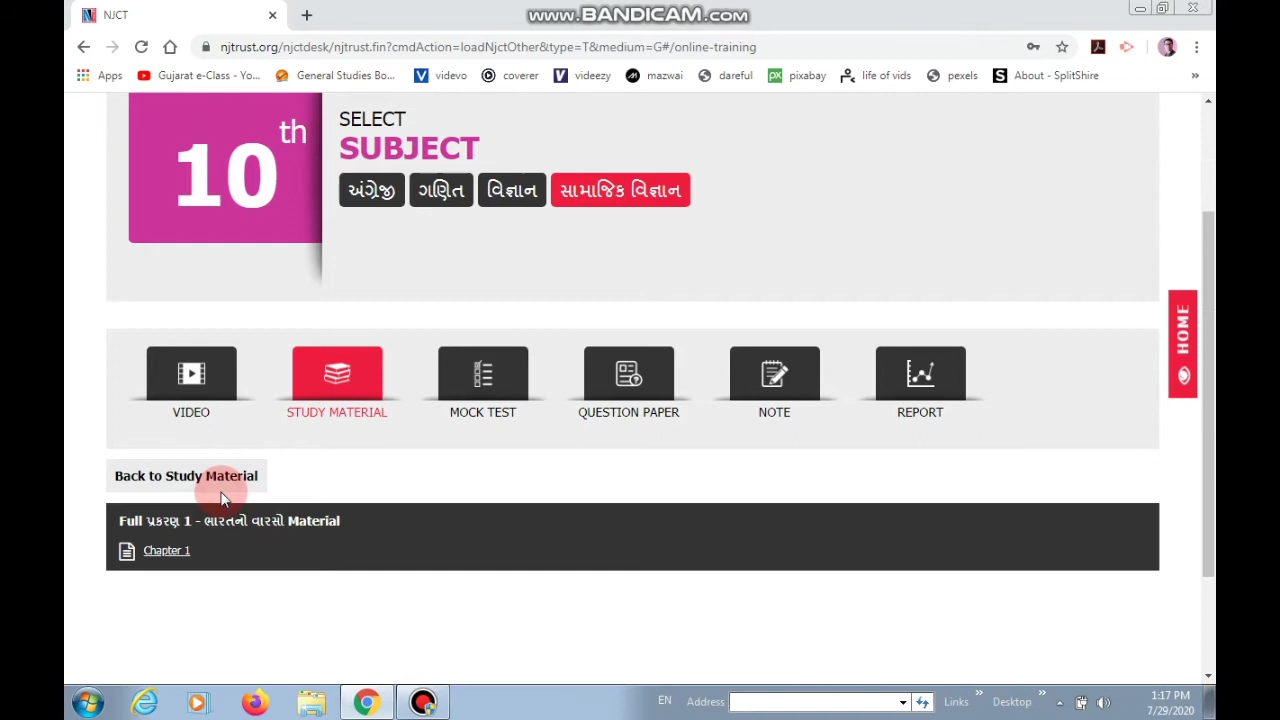 NJCT
www.BANDICAM.com
njtrust.org/njctdesk/njtrust.fin?cmdAction=loadNjctOther&type=T&medium=G#/online-training
Apps
Gujarat e-Class - Yo...
General Studies Bo...
videvo
coverer
videezy
mazwai
dareful
px
pixabay
life of vids
pexels
About - SplitShire
»
10th
SELECT
SUBJECT
અંગ્રેજી
ગણિત
વિજ્ઞાન
સામાજિક વિજ્ઞાન
HOME
VIDEO
STUDY MATERIAL
MOCK TEST
QUESTION PAPER
NOTE
REPORT
Back to Study Material
Full પ્રકરણ 1 - ભારતનો વારસો Material
Chapter 1
EN
Address
Links
»
Desktop
»
1:17 PM
7/29/2020